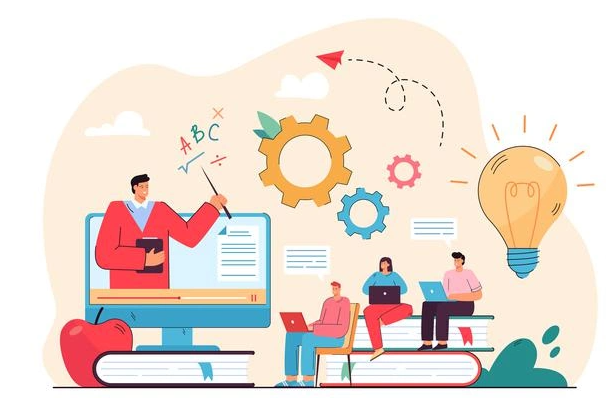 ABC
× √ ÷